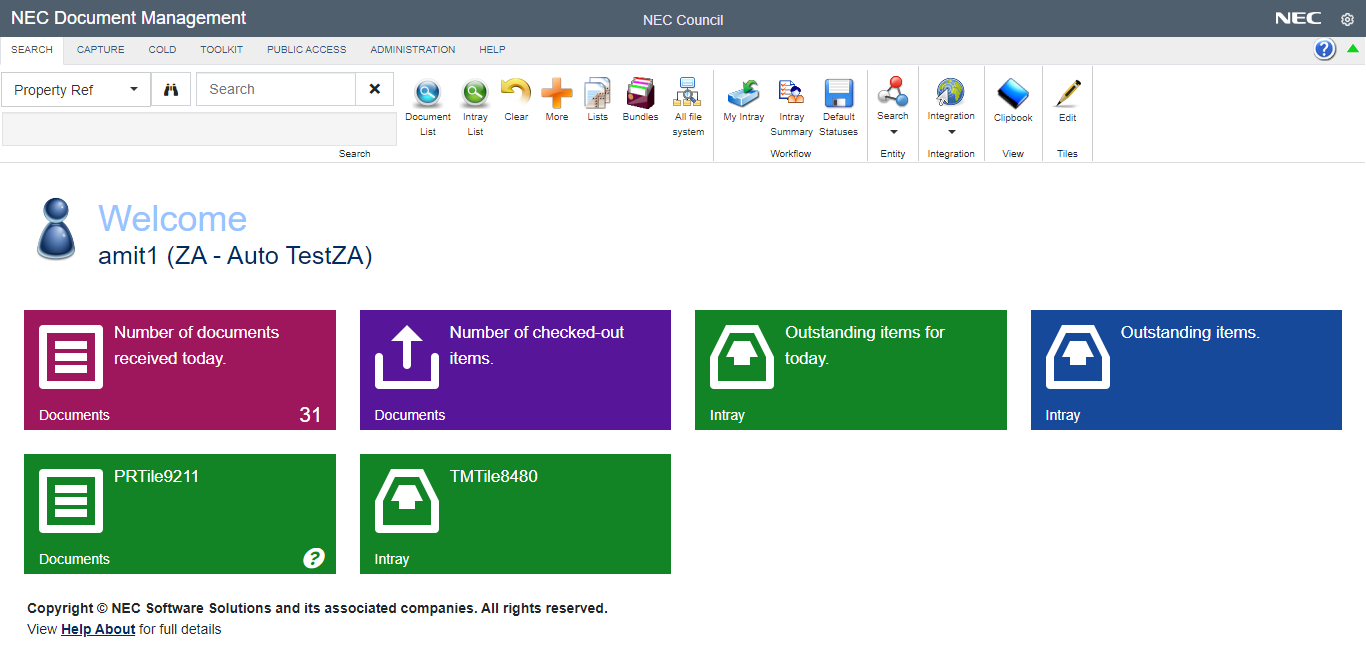 NEC Document Management
NEC Council
NEC
SEARCH CAPTURE COLD TOOLKIT PUBLIC ACCESS ADMINISTRATION HELP
?
Property Ref
Search
Document List
Intray List
Clear
More
Lists
Bundles
All file system
Search
My Intray
Intray Summary
Default Statuses
Workflow
Search
Entity
Integration
Integration
Clipbook
View
Edit
Tiles
Welcome
amit1 (ZA - Auto TestZA)
Number of documents
received today.
Documents
31
Number of checked-out
items.
Documents
Outstanding items for
today.
Intray
Outstanding items.
Intray
PRTile9211
Documents
?
TMTile8480
Intray
Copyright © NEC Software Solutions and its associated companies. All rights reserved.
View Help About for full details